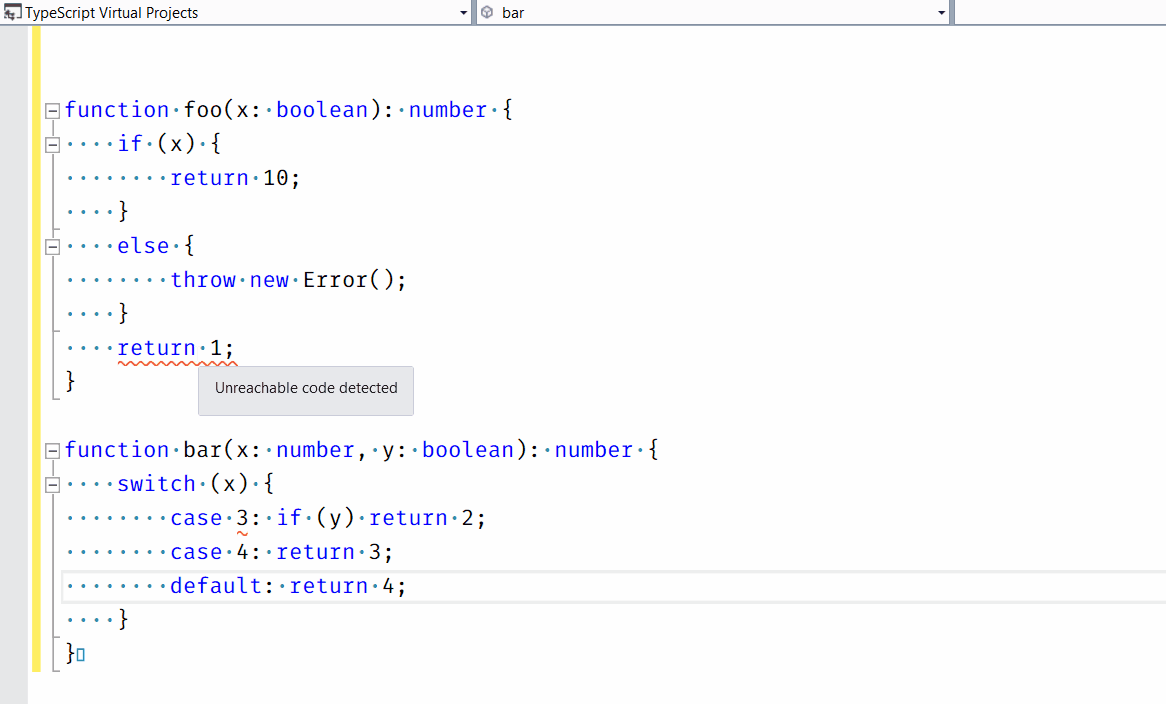 TypeScript Virtual Projects bar
function foo(x: boolean): number {
    if (x) {
        return 10;
    }
    else {
        throw new Error();
    }
    return 1;
}
Unreachable code detected
function bar(x: number, y: boolean): number {
    switch (x) {
        case 3: if (y) return 2;
        case 4: return 3;
        default: return 4;
    }
}